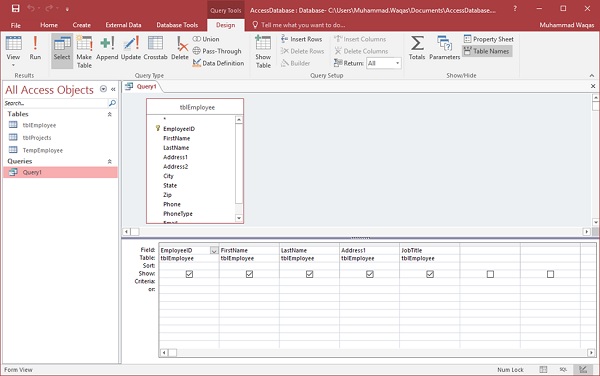 Query Tools
AccessDatabase : Database- C:\Users\Muhammad.Waqas\Documents\AccessDatabase....
File Home Create External Data Database Tools Design Tell me what you want to do... Muhammad Waqas
View Run Select Make Table Append Update Crosstab Delete
Union
Pass-Through
Data Definition
Show Table
Insert Rows
Delete Rows
Builder
Insert Columns
Delete Columns
Return: All
Totals Parameters
Property Sheet
Table Names
Results Query Type Query Setup Show/Hide
All Access Objects
Search...
Tables
tblEmployee
tblProjects
TempEmployee
Queries
Query1
Query1
tblEmployee
*
EmployeeID
FirstName
LastName
Address1
Address2
City
State
Zip
Phone
PhoneType
Email
Field: EmployeeID FirstName LastName Address1 JobTitle
Table: tblEmployee tblEmployee tblEmployee tblEmployee tblEmployee
Sort:
Show:
Criteria:
or:
Form View Num Lock SQL